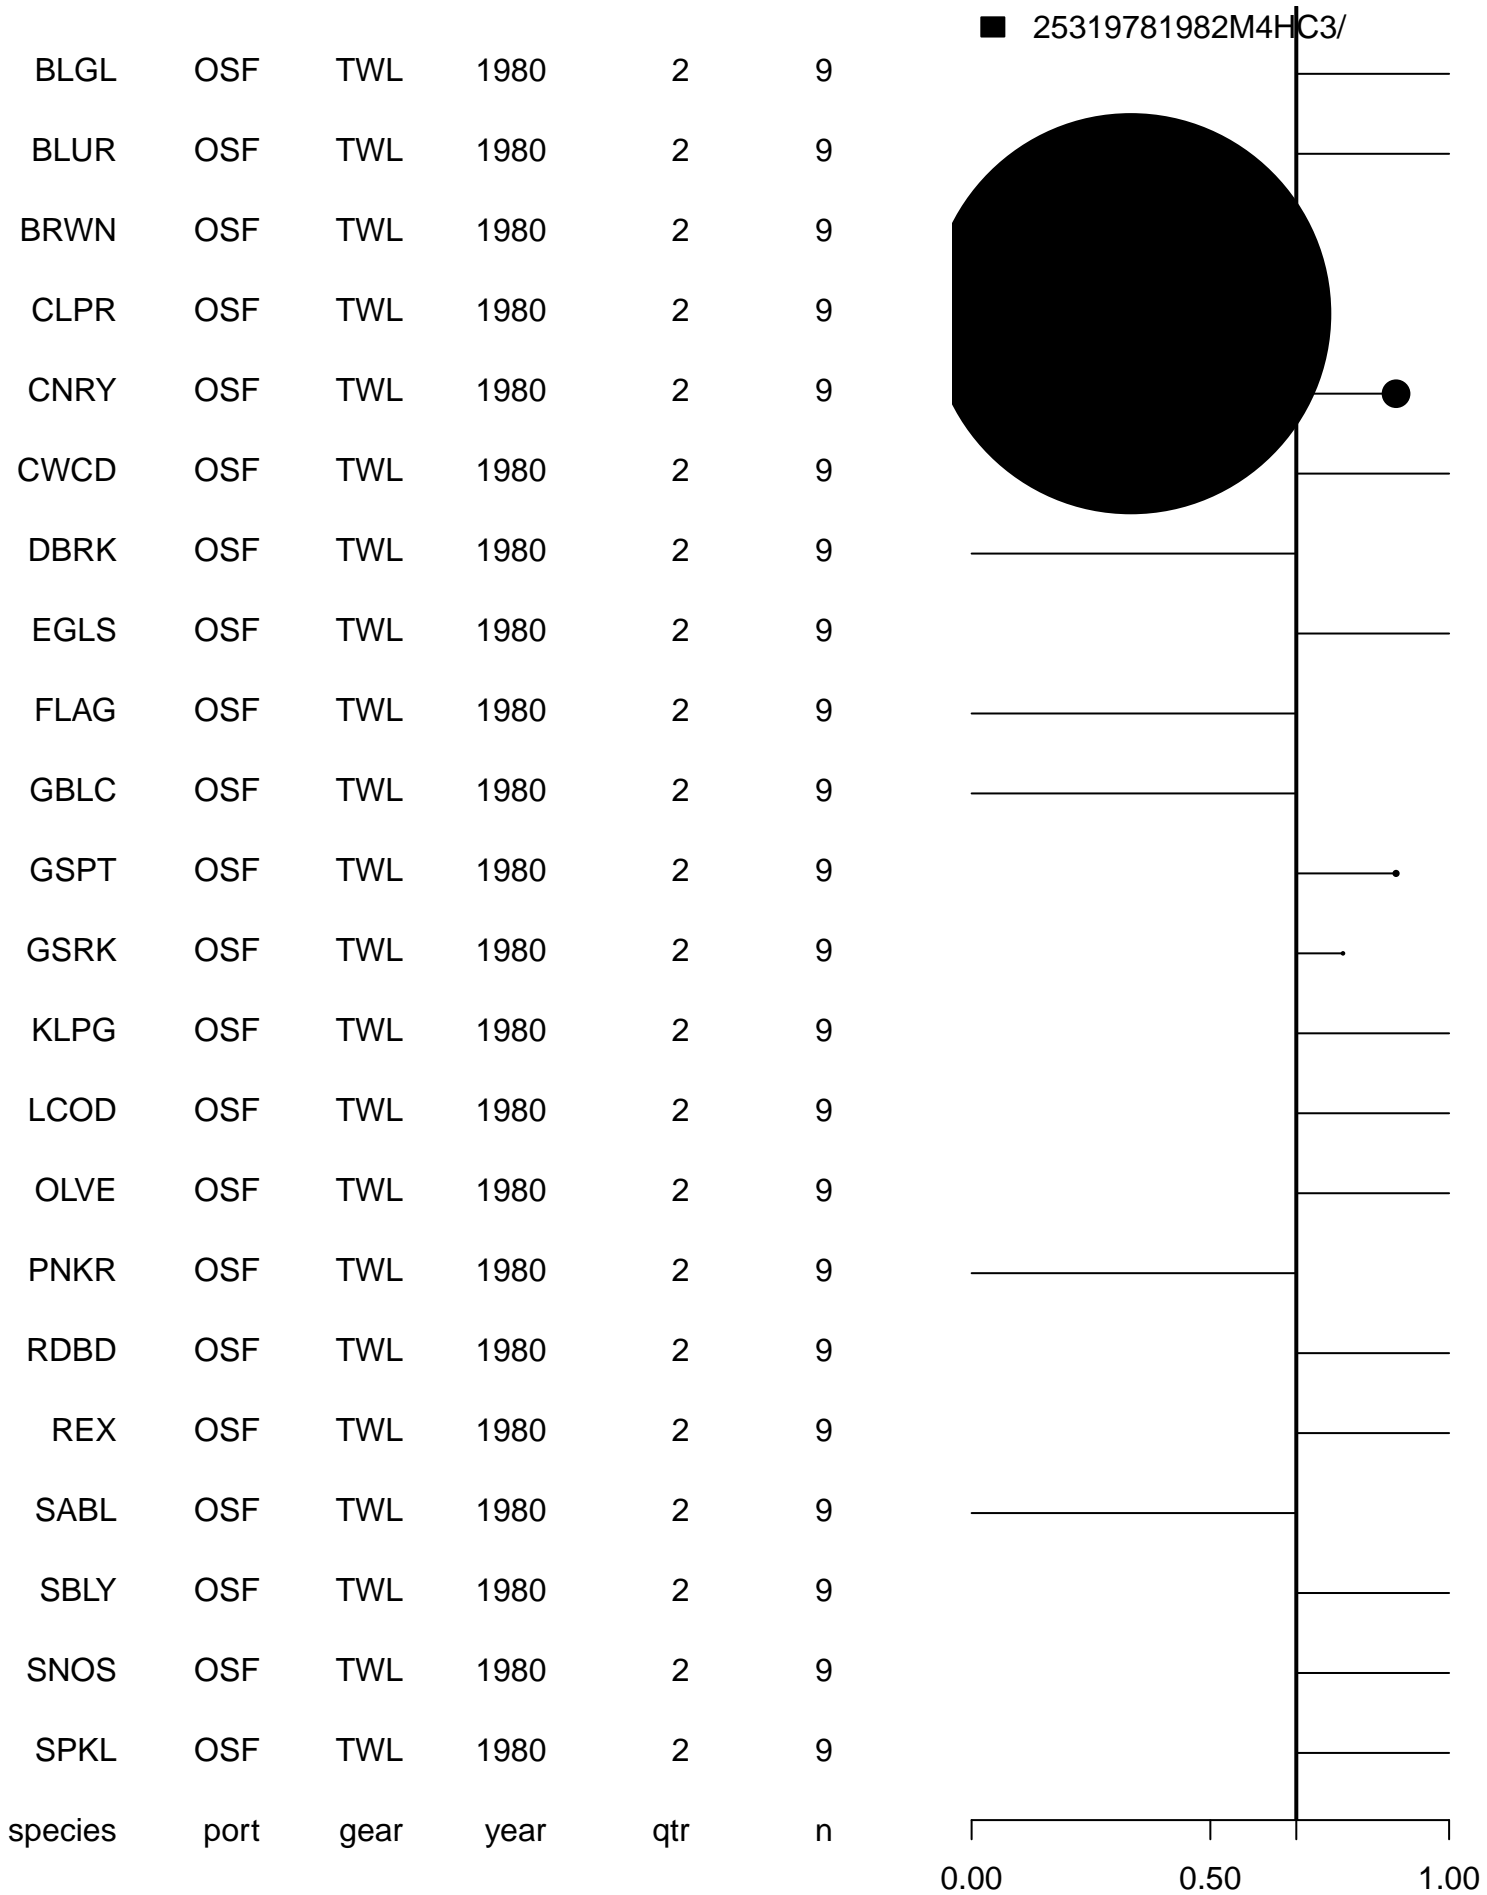 25319781982M4HC3/
BLGL OSF TWL 1980 2 9
BLUR OSF TWL 1980 2 9
BRWN OSF TWL 1980 2 9
CLPR OSF TWL 1980 2 9
CNRY OSF TWL 1980 2 9
CWCD OSF TWL 1980 2 9
DBRK OSF TWL 1980 2 9
EGLS OSF TWL 1980 2 9
FLAG OSF TWL 1980 2 9
GBLC OSF TWL 1980 2 9
GSPT OSF TWL 1980 2 9
GSRK OSF TWL 1980 2 9
KLPG OSF TWL 1980 2 9
LCOD OSF TWL 1980 2 9
OLVE OSF TWL 1980 2 9
PNKR OSF TWL 1980 2 9
RDBD OSF TWL 1980 2 9
REX OSF TWL 1980 2 9
SABL OSF TWL 1980 2 9
SBLY OSF TWL 1980 2 9
SNOS OSF TWL 1980 2 9
SPKL OSF TWL 1980 2 9
species port gear year qtr n
0.00 0.50 1.00